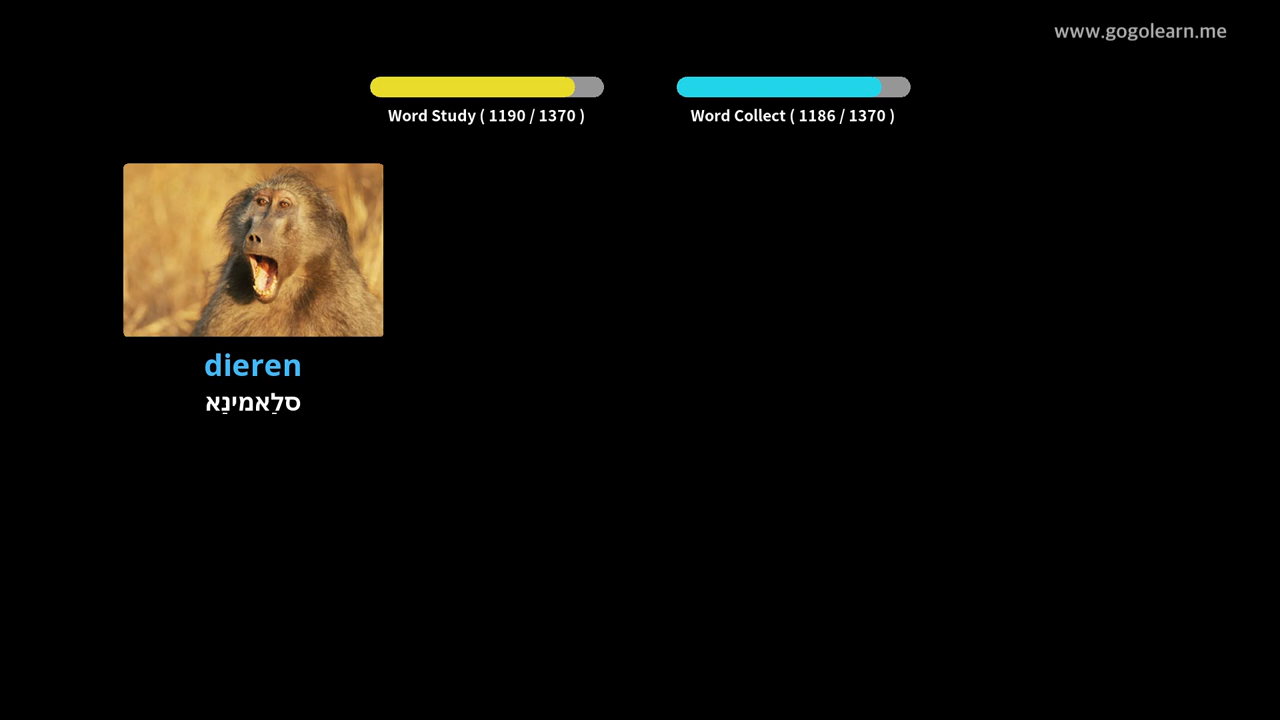 www.gogolearn.me
Word Study ( 1190 / 1370 )
Word Collect ( 1186 / 1370 )
dieren
סלַאמינַא